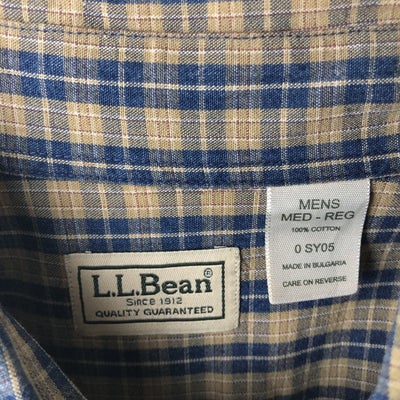 MENS
MED - REG
100% COTTON
0 SY05
MADE IN BULGARIA
CARE ON REVERSE
L.L.Bean®
Since 1912
QUALITY GUARANTEED